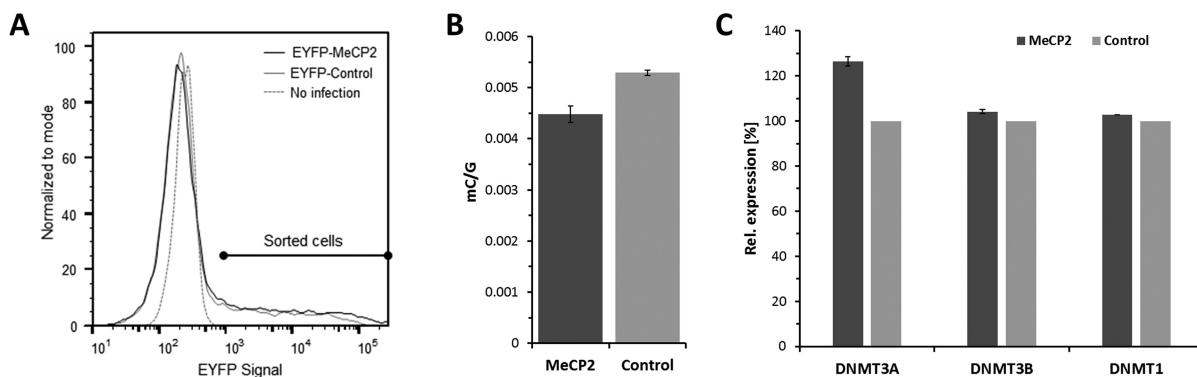 A
Normalized to mode
100
80
60
40
20
0
EYFP-MeCP2
EYFP-Control
No infection
Sorted cells
10¹ 10² 10³ 10⁴ 10⁵
EYFP Signal
B
mC/G
0.006
0.005
0.004
0.003
0.002
0.001
0
MeCP2 Control
C
MeCP2 Control
Rel. expression [%]
140
120
100
80
60
40
20
0
DNMT3A DNMT3B DNMT1